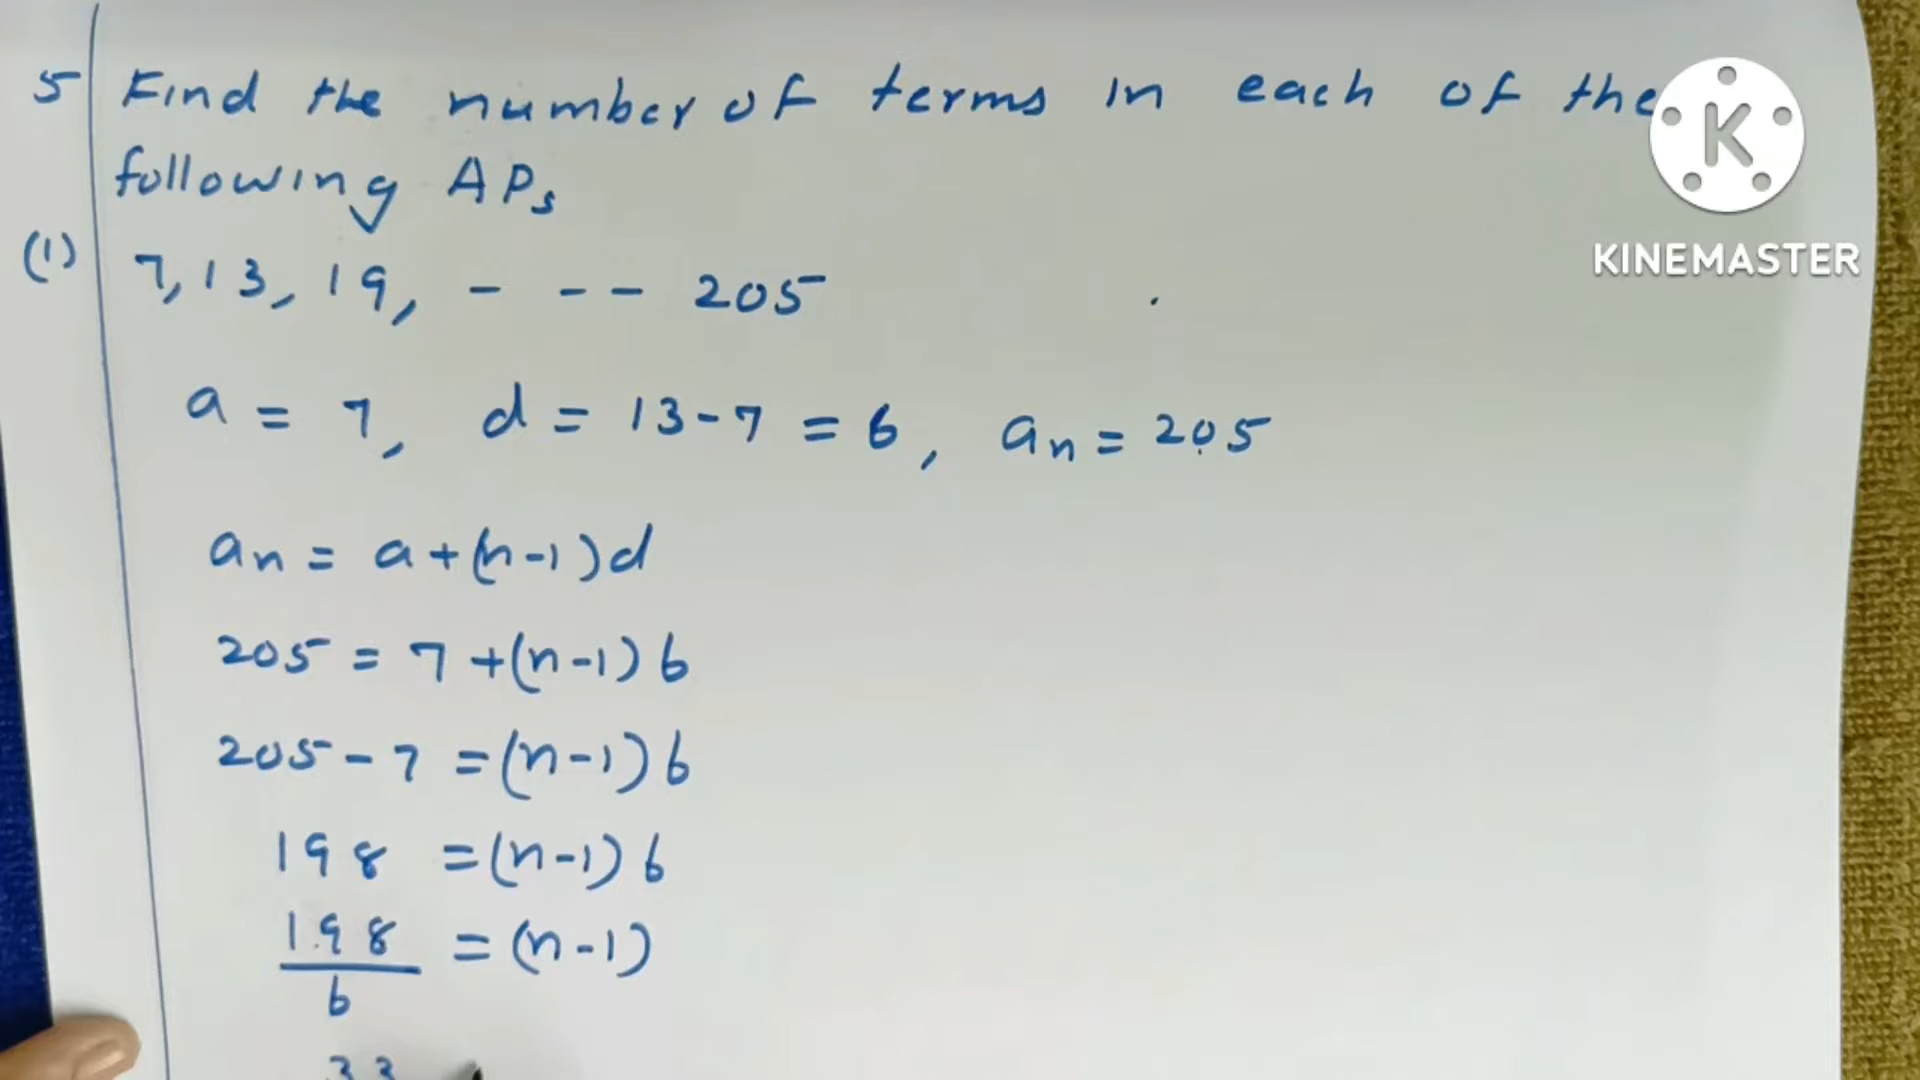 5 Find the number of terms in each of the
following APs
(1) 7, 13, 19, - - - 205
a = 7, d = 13-7 = 6, an = 205
an = a+(n-1)d
205 = 7 +(n-1) 6
205 - 7 = (n-1) 6
198 = (n-1) 6
198 = (n-1)
6
33
K
KINEMASTER